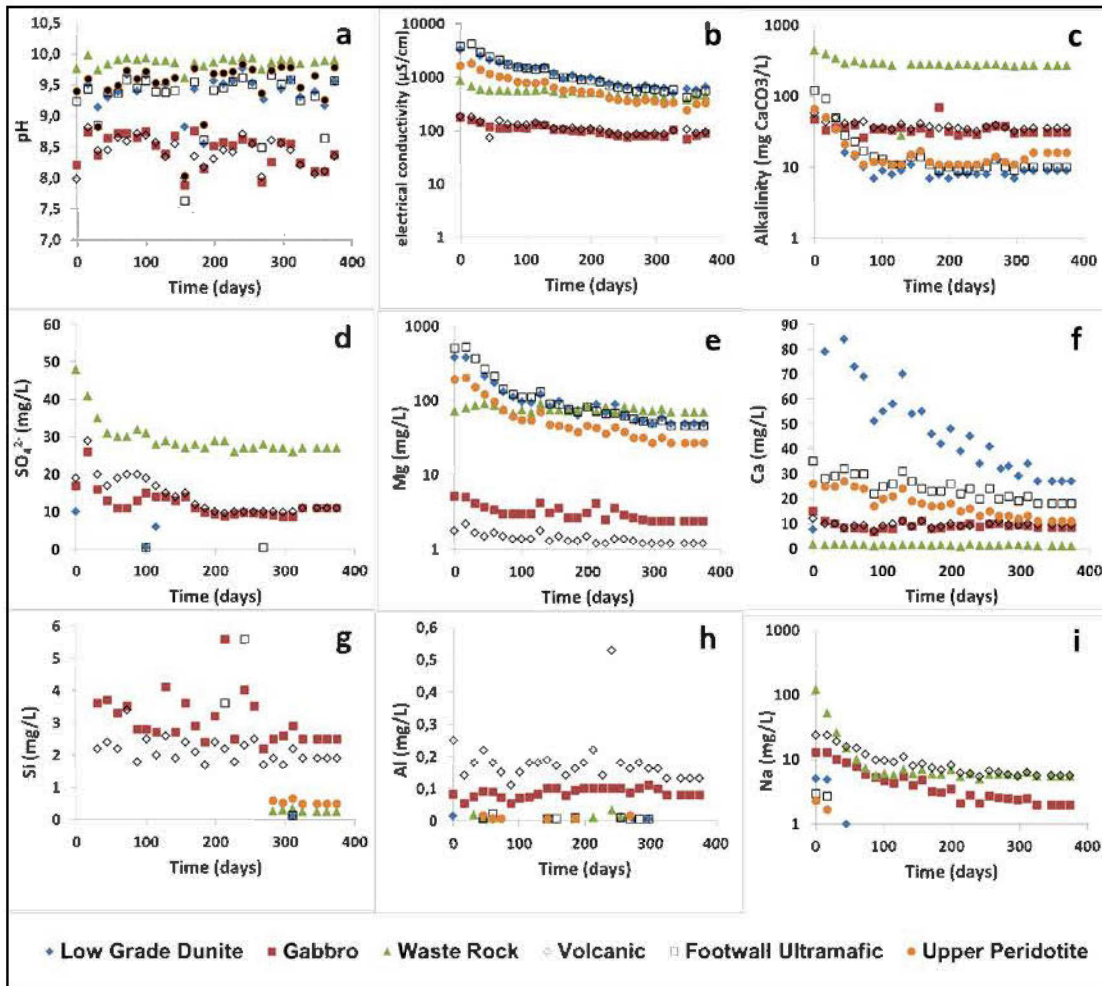 a
10,5
10,0
9,5
9,0
8,5
8,0
7,5
7,0
pH
0 100 200 300 400
Time (days)
b
10000
1000
100
10
1
electrical conductivity (µS/cm)
0 100 200 300 400
Time (days)
c
1000
100
10
1
Alkalinity (mg CaCO3/L)
0 100 200 300 400
Time (days)
d
60
50
40
30
20
10
0
SO₄²⁻ (mg/L)
0 100 200 300 400
Time (days)
e
1000
100
10
1
Mg (mg/L)
0 100 200 300 400
Time (days)
f
90
80
70
60
50
40
30
20
10
0
Ca (mg/L)
0 100 200 300 400
Time (days)
g
6
5
4
3
2
1
0
Si (mg/L)
0 100 200 300 400
Time (days)
h
0,6
0,5
0,4
0,3
0,2
0,1
0
Al (mg/L)
0 100 200 300 400
Time (days)
i
1000
100
10
1
Na (mg/L)
0 100 200 300 400
Time (days)
Low Grade Dunite Gabbro Waste Rock Volcanic Footwall Ultramafic Upper Peridotite